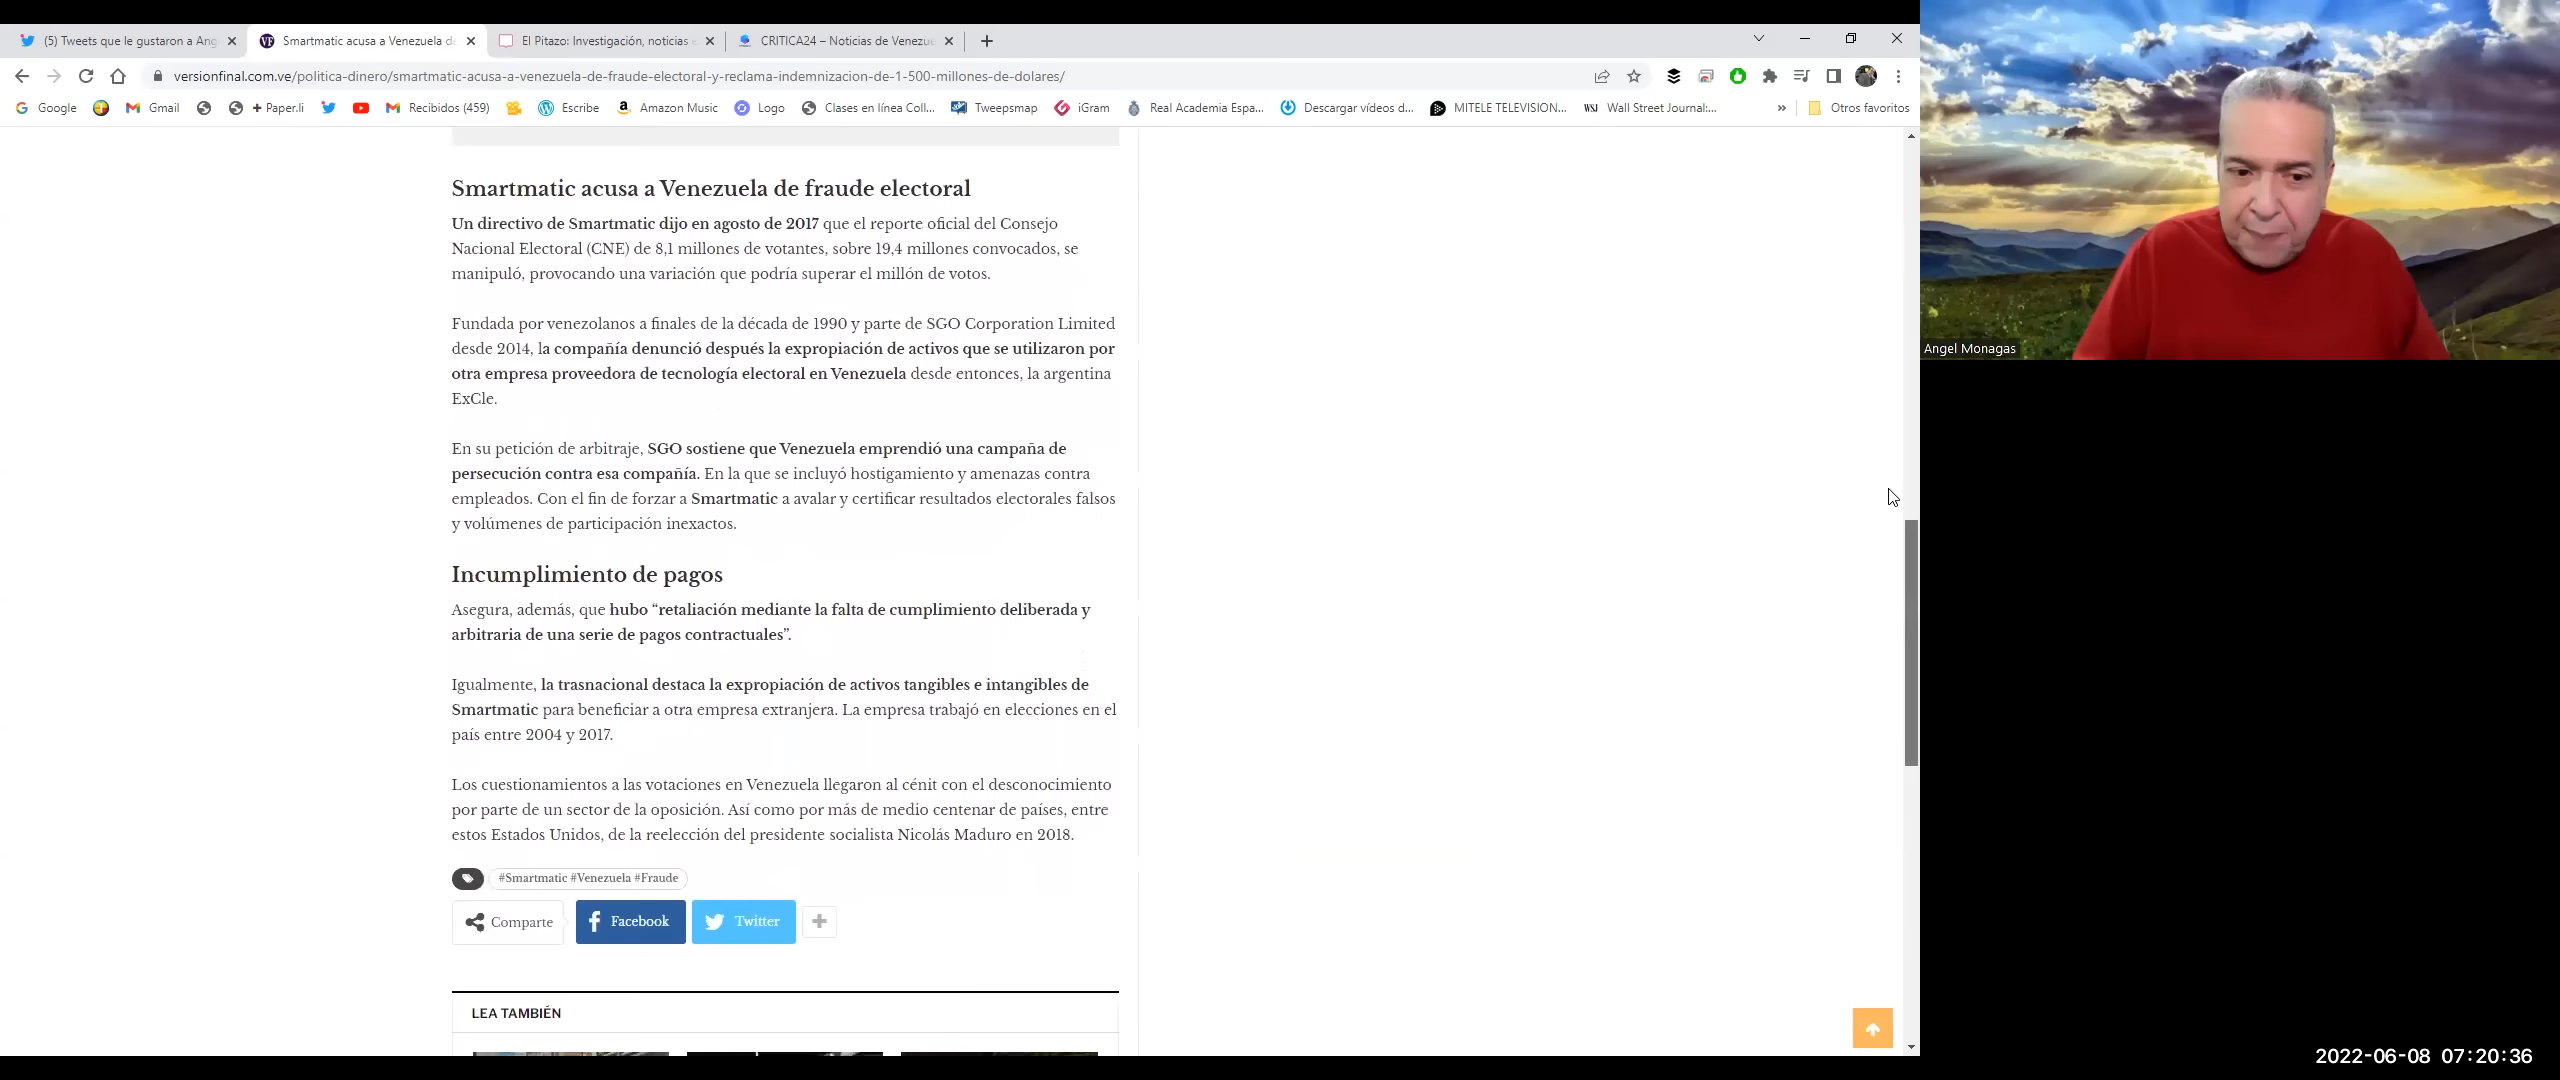 (5) Tweets que le gustaron a Ang
Smartmatic acusa a Venezuela de
El Pitazo: Investigación, noticias e
CRITICA24 – Noticias de Venezue
versionfinal.com.ve/politica-dinero/smartmatic-acusa-a-venezuela-de-fraude-electoral-y-reclama-indemnizacion-de-1-500-millones-de-dolares/
Google
Gmail
+ Paper.li
Recibidos (459)
Escribe
Amazon Music
Logo
Clases en línea Coll...
Tweepsmap
iGram
Real Academia Espa...
Descargar vídeos d...
MITELE TELEVISION...
WSJ
Wall Street Journal:...
»
Otros favoritos
Smartmatic acusa a Venezuela de fraude electoral
Un directivo de Smartmatic dijo en agosto de 2017 que el reporte oficial del Consejo
Nacional Electoral (CNE) de 8,1 millones de votantes, sobre 19,4 millones convocados, se
manipuló, provocando una variación que podría superar el millón de votos.
Fundada por venezolanos a finales de la década de 1990 y parte de SGO Corporation Limited
desde 2014, la compañía denunció después la expropiación de activos que se utilizaron por
otra empresa proveedora de tecnología electoral en Venezuela desde entonces, la argentina
ExCle.
En su petición de arbitraje, SGO sostiene que Venezuela emprendió una campaña de
persecución contra esa compañía. En la que se incluyó hostigamiento y amenazas contra
empleados. Con el fin de forzar a Smartmatic a avalar y certificar resultados electorales falsos
y volúmenes de participación inexactos.
Incumplimiento de pagos
Asegura, además, que hubo “retaliación mediante la falta de cumplimiento deliberada y
arbitraria de una serie de pagos contractuales”.
Igualmente, la trasnacional destaca la expropiación de activos tangibles e intangibles de
Smartmatic para beneficiar a otra empresa extranjera. La empresa trabajó en elecciones en el
país entre 2004 y 2017.
Los cuestionamientos a las votaciones en Venezuela llegaron al cénit con el desconocimiento
por parte de un sector de la oposición. Así como por más de medio centenar de países, entre
estos Estados Unidos, de la reelección del presidente socialista Nicolás Maduro en 2018.
#Smartmatic #Venezuela #Fraude
Comparte
Facebook
Twitter
LEA TAMBIÉN
Angel Monagas
2022-06-08 07:20:36